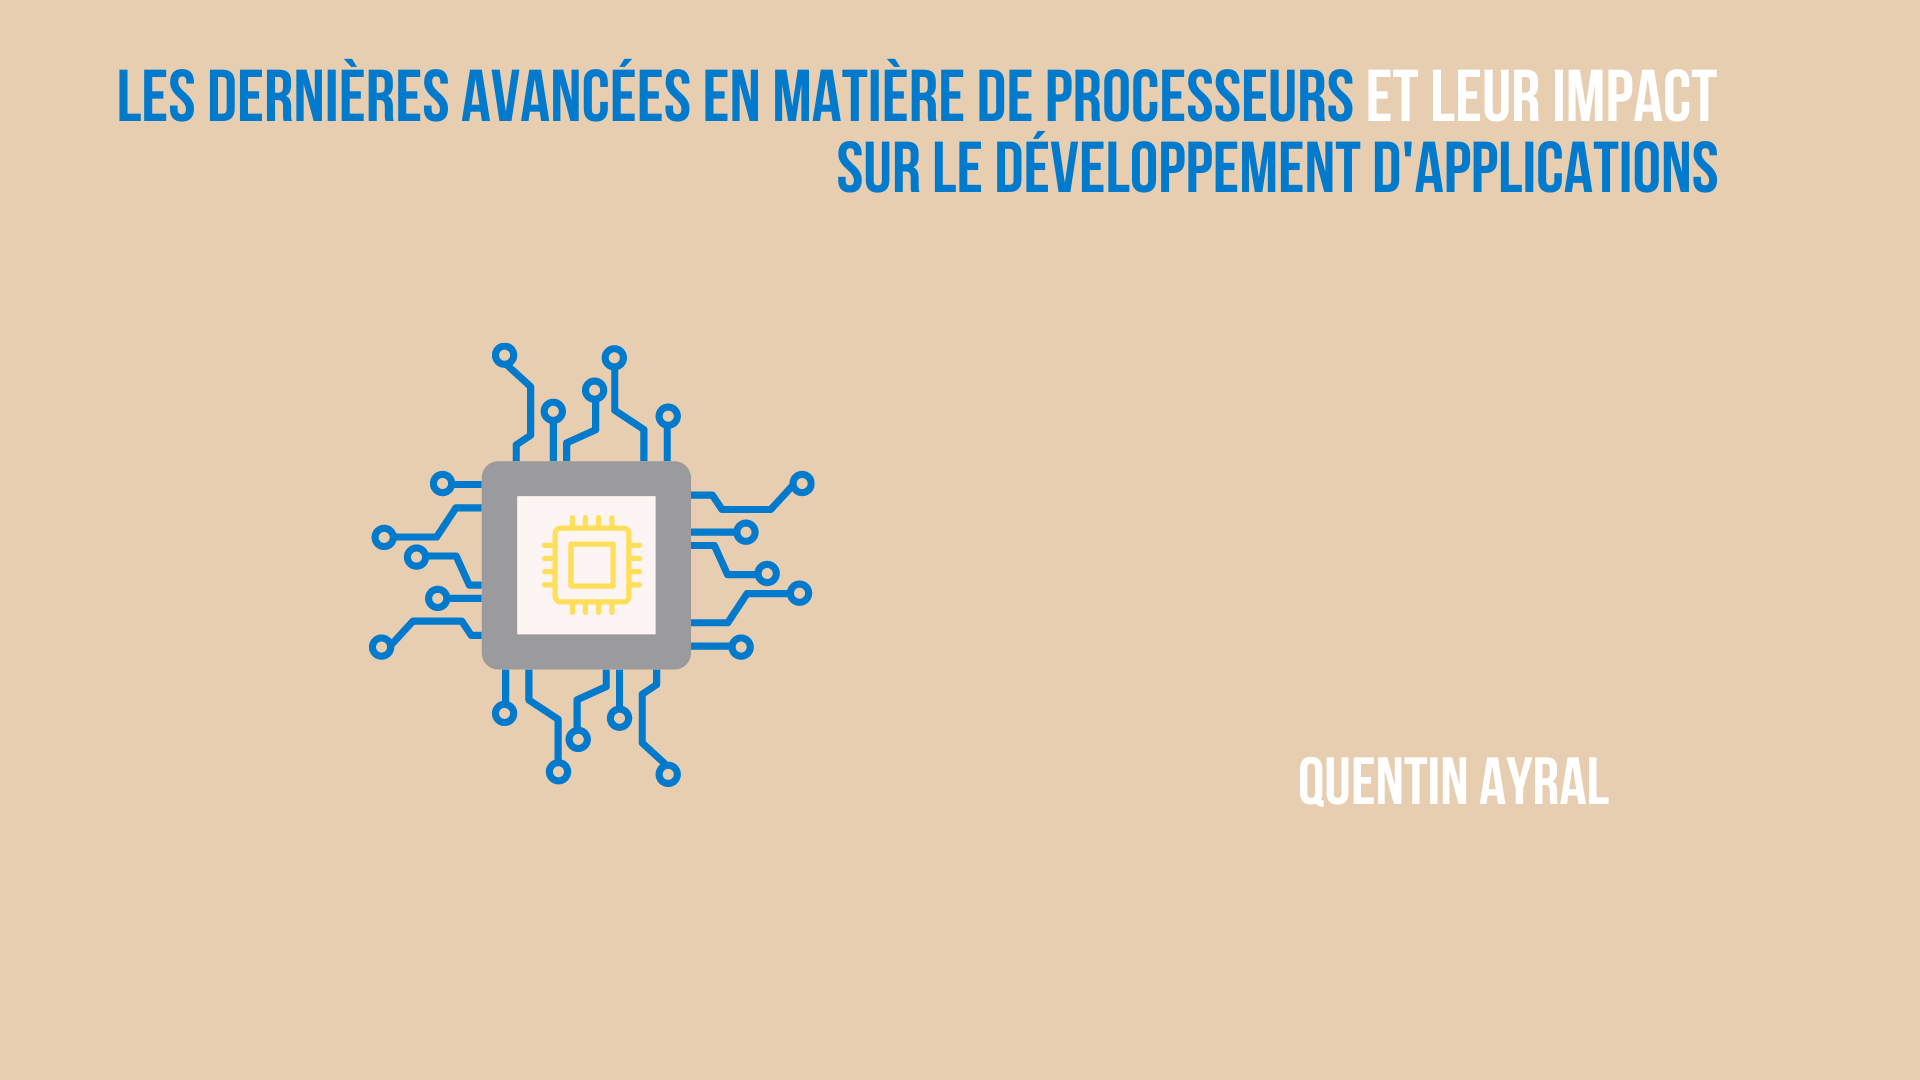 LES DERNIÈRES AVANCÉES EN MATIÈRE DE PROCESSEURS ET LEUR IMPACT
SUR LE DÉVELOPPEMENT D'APPLICATIONS
QUENTIN AYRAL